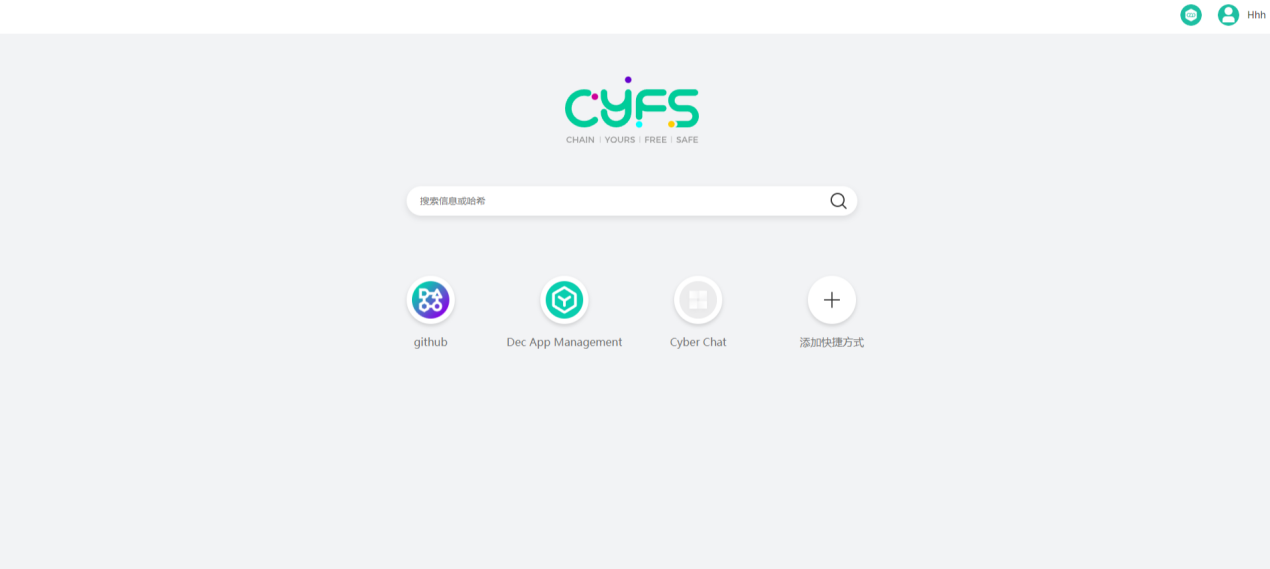 Hhh
CYFS
CHAIN | YOURS | FREE | SAFE
搜索信息或哈希
github
Dec App Management
Cyber Chat
添加快捷方式